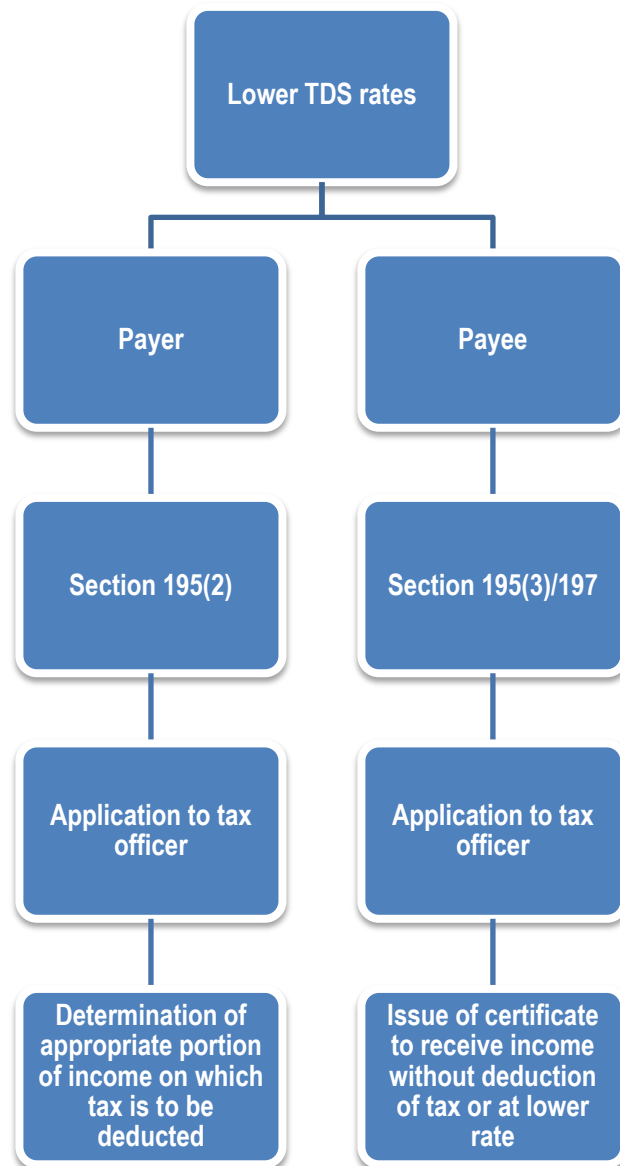 Lower TDS rates
Payer
Payee
Section 195(2)
Section 195(3)/197
Application to tax
officer
Application to tax
officer
Determination of
appropriate portion
of income on which
tax is to be
deducted
Issue of certificate
to receive income
without deduction
of tax or at lower
rate